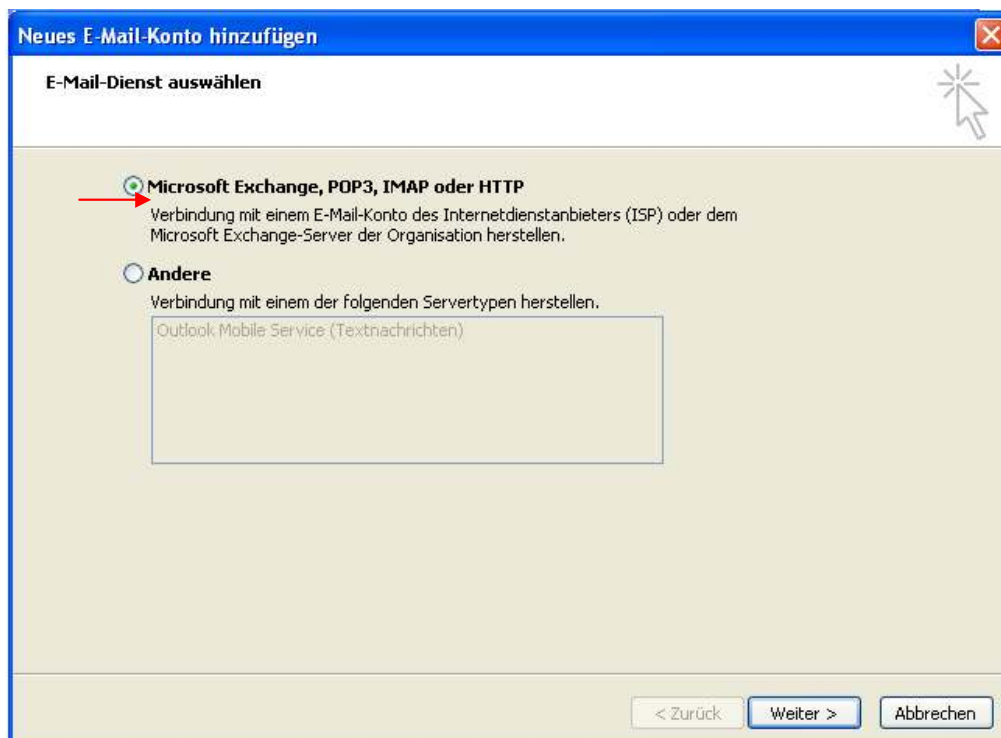 Neues E-Mail-Konto hinzufügen
E-Mail-Dienst auswählen
Microsoft Exchange, POP3, IMAP oder HTTP
Verbindung mit einem E-Mail-Konto des Internetdienstanbieters (ISP) oder dem
Microsoft Exchange-Server der Organisation herstellen.
Andere
Verbindung mit einem der folgenden Servertypen herstellen.
Outlook Mobile Service (Textnachrichten)
< Zurück
Weiter >
Abbrechen